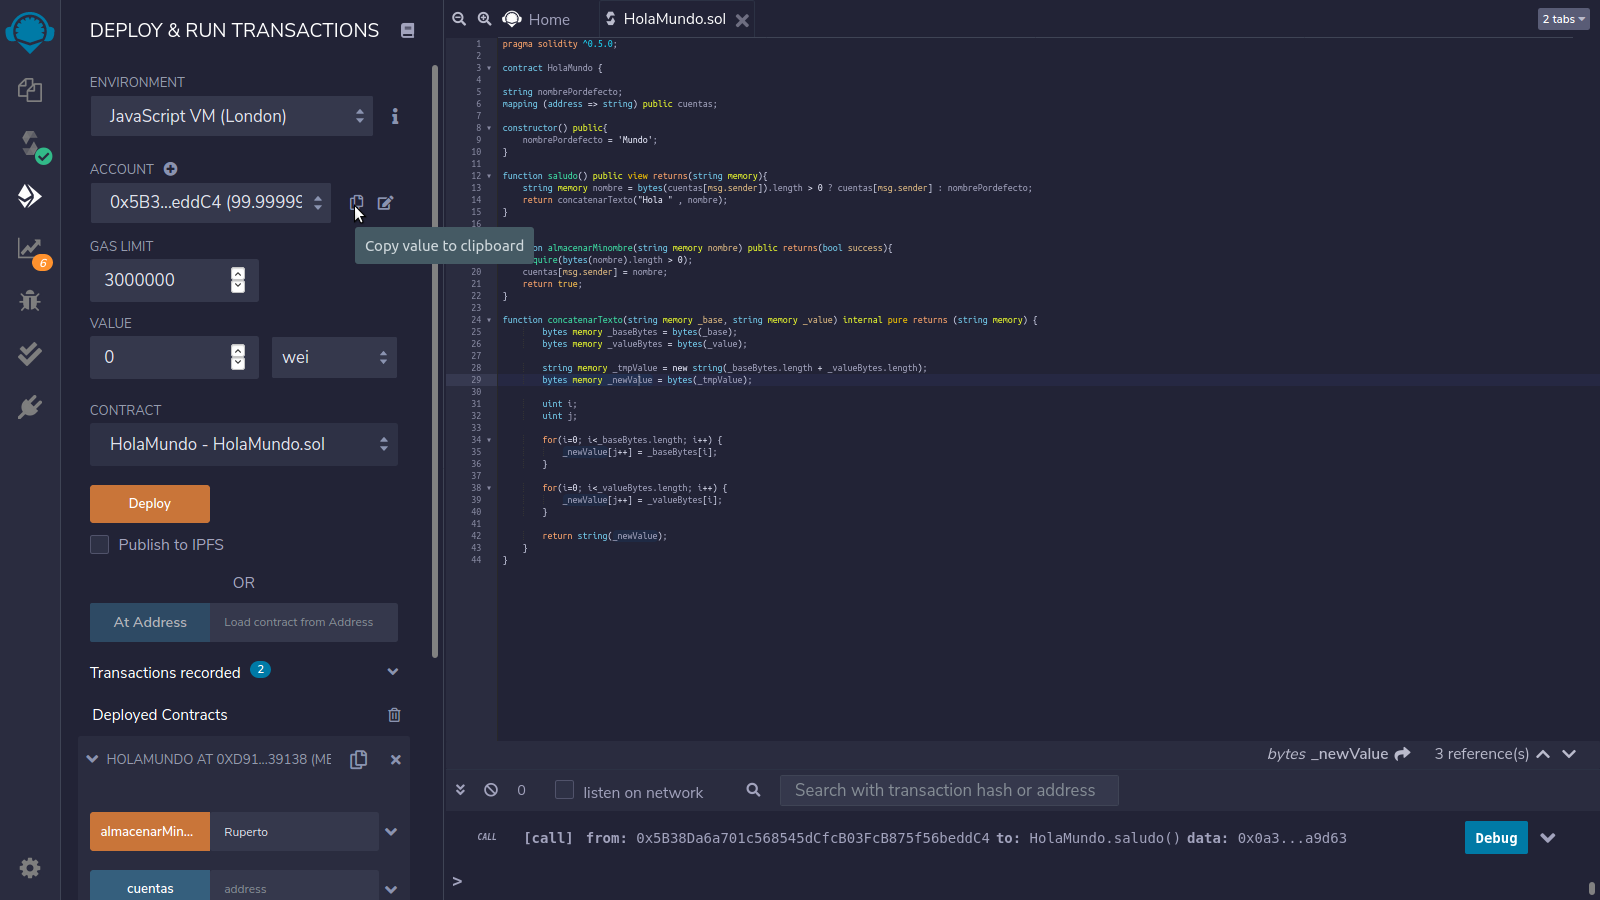 DEPLOY & RUN TRANSACTIONS
ENVIRONMENT
JavaScript VM (London)
ACCOUNT
0x5B3...eddC4 (99.99999
Copy value to clipboard
GAS LIMIT
3000000
VALUE
0
wei
CONTRACT
HolaMundo - HolaMundo.sol
Deploy
Publish to IPFS
OR
At Address
Load contract from Address
Transactions recorded 2
Deployed Contracts
HOLAMUNDO AT 0XD91...39138 (ME
almacenarMin...
Ruperto
cuentas
address
6
Home
HolaMundo.sol
2 tabs
1 pragma solidity ^0.5.0;
2
3 contract HolaMundo {
4
5 string nombrePordefecto;
6 mapping (address => string) public cuentas;
7
8 constructor() public{
9 nombrePordefecto = 'Mundo';
10 }
11
12 function saludo() public view returns(string memory){
13 string memory nombre = bytes(cuentas[msg.sender]).length > 0 ? cuentas[msg.sender] : nombrePordefecto;
14 return concatenarTexto("Hola " , nombre);
15 }
16
on almacenarMinombre(string memory nombre) public returns(bool success){
quire(bytes(nombre).length > 0);
20 cuentas[msg.sender] = nombre;
21 return true;
22 }
23
24 function concatenarTexto(string memory _base, string memory _value) internal pure returns (string memory) {
25 bytes memory _baseBytes = bytes(_base);
26 bytes memory _valueBytes = bytes(_value);
27
28 string memory _tmpValue = new string(_baseBytes.length + _valueBytes.length);
29 bytes memory _newValue = bytes(_tmpValue);
30
31 uint i;
32 uint j;
33
34 for(i=0; i<_baseBytes.length; i++) {
35 _newValue[j++] = _baseBytes[i];
36 }
37
38 for(i=0; i<_valueBytes.length; i++) {
39 _newValue[j++] = _valueBytes[i];
40 }
41
42 return string(_newValue);
43 }
44 }
bytes _newValue 3 reference(s)
0
listen on network
Search with transaction hash or address
CALL [call] from: 0x5B38Da6a701c568545dCfcB03FcB875f56beddC4 to: HolaMundo.saludo() data: 0x0a3...a9d63
Debug
>